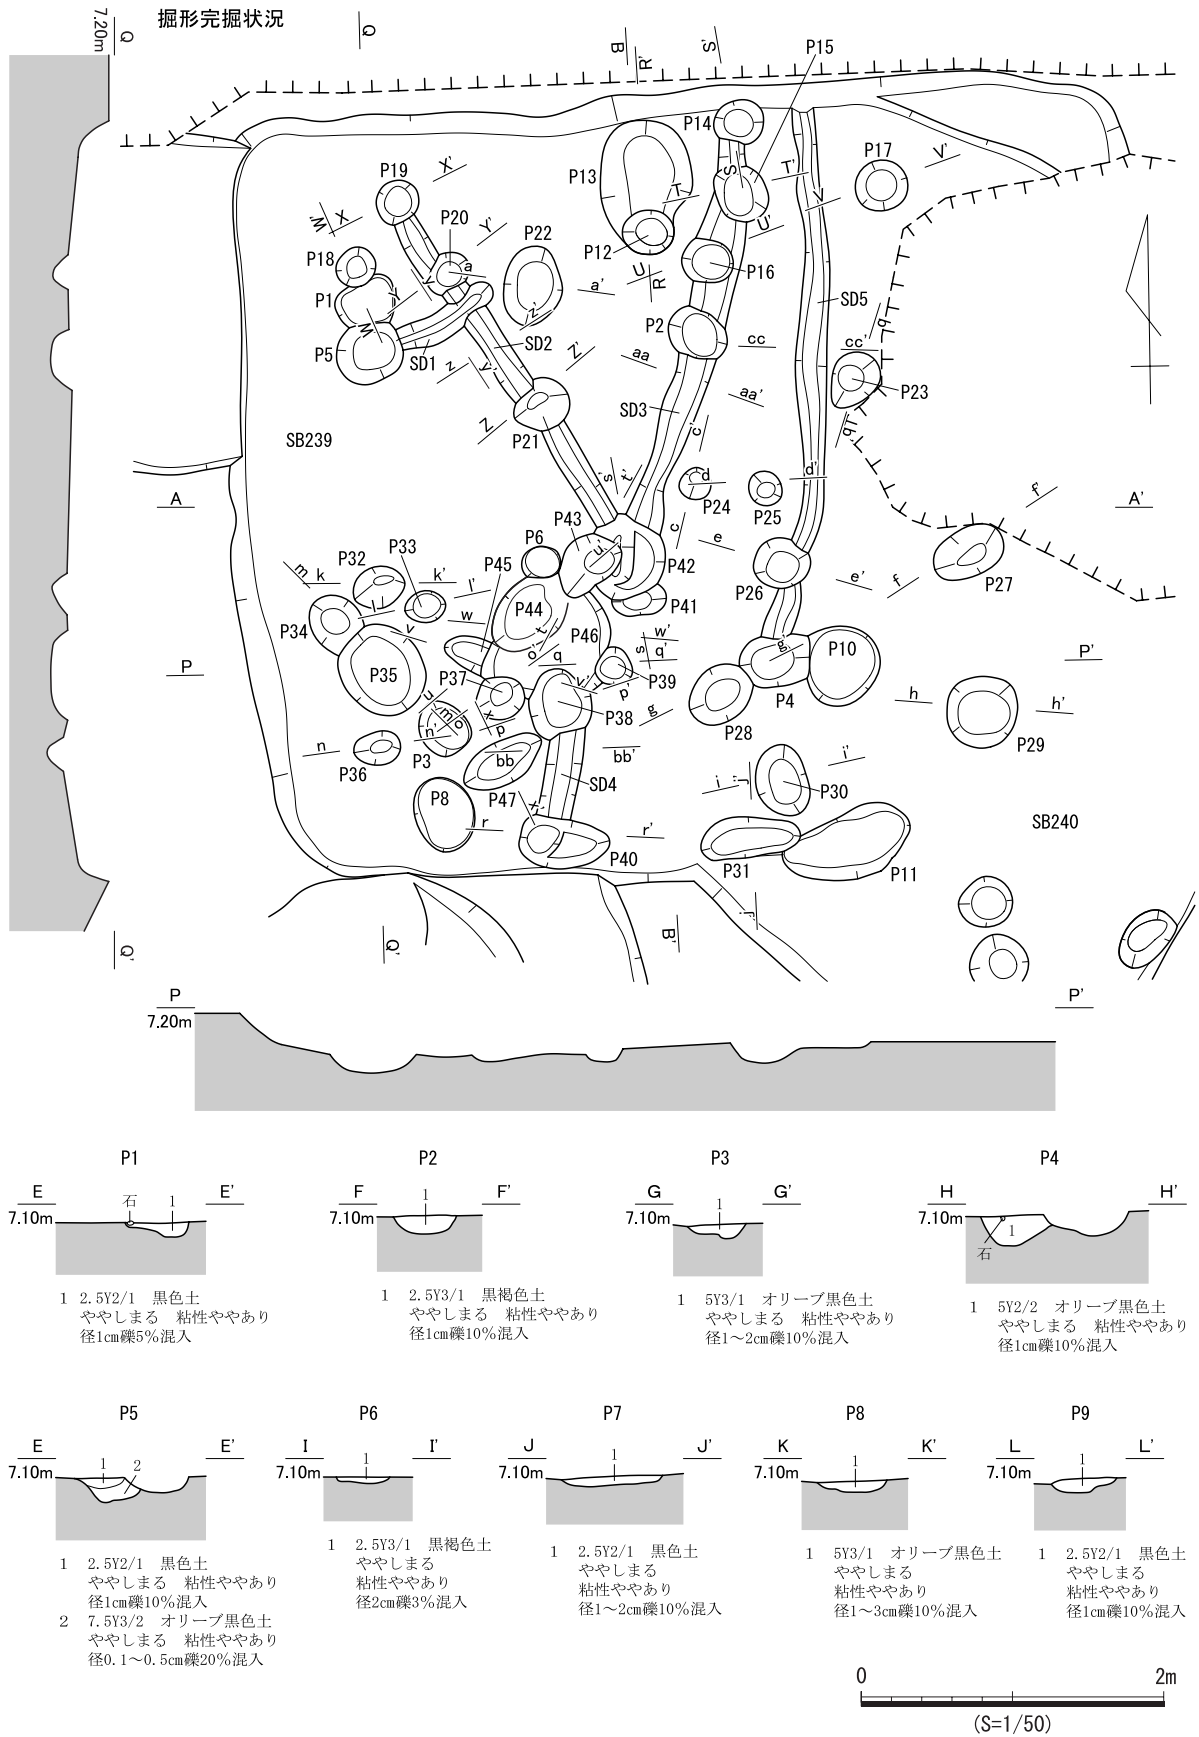 掘形完掘状況
7.20m
Q
Q
B
R'
S'
P15
P14
P19
X'
P13
S
T'
V'
P17
T
V
W'
X
P20
Y'
P22
P12
U'
P18
a
U
R
P16
P1
Y
a'
z'
SD5
P2
b
W
P5
SD1
SD2
Z'
aa
cc
cc'
z
y'
P23
SD3
aa'
Z
P21
c'
b'
SB239
s'
t'
d
d'
P24
P25
f'
A
A'
P43
c
e
P6
P32
P33
P45
u'
P42
P26
e'
f
P27
m
k
k'
l'
P41
P34
l
w
P44
P46
w'
v
t
s
q'
g'
P10
P
P35
o'
q
P'
P37
v'
p'
P39
P4
u
m'
o
x
p
P38
g
P28
h
h'
n
n'
P29
P36
P3
bb
bb'
i'
P8
P47
SD4
i
j
P30
x'
r
r'
SB240
P40
P31
P11
j'
Q'
Q'
B'
P
P'
7.20m
P1
E E'
7.10m
石 1
1 2.5Y2/1 黒色土
ややしまる 粘性ややあり
径1cm礫5%混入
P2
F F'
7.10m
1
1 2.5Y3/1 黒褐色土
ややしまる 粘性ややあり
径1cm礫10%混入
P3
G G'
7.10m
1
1 5Y3/1 オリーブ黒色土
ややしまる 粘性ややあり
径1～2cm礫10%混入
P4
H H'
7.10m
1
石
1 5Y2/2 オリーブ黒色土
ややしまる 粘性ややあり
径1cm礫10%混入
P5
E E'
7.10m
1 2
1 2.5Y2/1 黒色土
ややしまる 粘性ややあり
径1cm礫10%混入
2 7.5Y3/2 オリーブ黒色土
ややしまる 粘性ややあり
径0.1～0.5cm礫20%混入
P6
I I'
7.10m
1
1 2.5Y3/1 黒褐色土
ややしまる
粘性ややあり
径2cm礫3%混入
P7
J J'
7.10m
1
1 2.5Y2/1 黒色土
ややしまる
粘性ややあり
径1～2cm礫10%混入
P8
K K'
7.10m
1
1 5Y3/1 オリーブ黒色土
ややしまる
粘性ややあり
径1～3cm礫10%混入
P9
L L'
7.10m
1
1 2.5Y2/1 黒色土
ややしまる
粘性ややあり
径1cm礫10%混入
0 2m
(S=1/50)